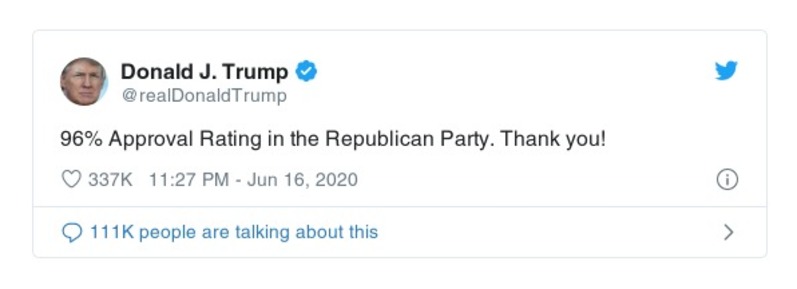 Donald J. Trump
@realDonaldTrump
96% Approval Rating in the Republican Party. Thank you!
337K 11:27 PM - Jun 16, 2020
111K people are talking about this